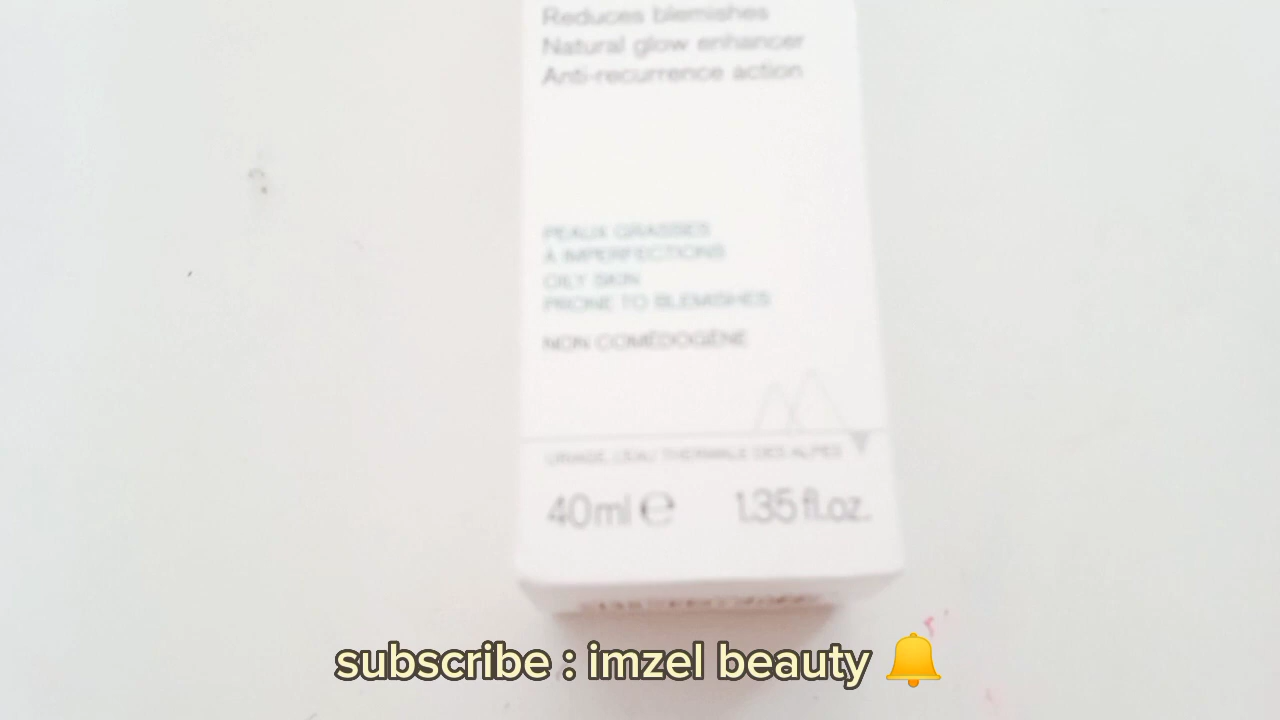 Reduces blemishes
Natural glow enhancer
Anti-recurrence action
PEAUX GRASSES
À IMPERFECTIONS
OILY SKIN
PRONE TO BLEMISHES
NON COMÉDOGÈNE
URIAGE, L'EAU THERMALE DES ALPES
40ml ℮ 1.35 fl.oz.
subscribe : imzel beauty 🔔